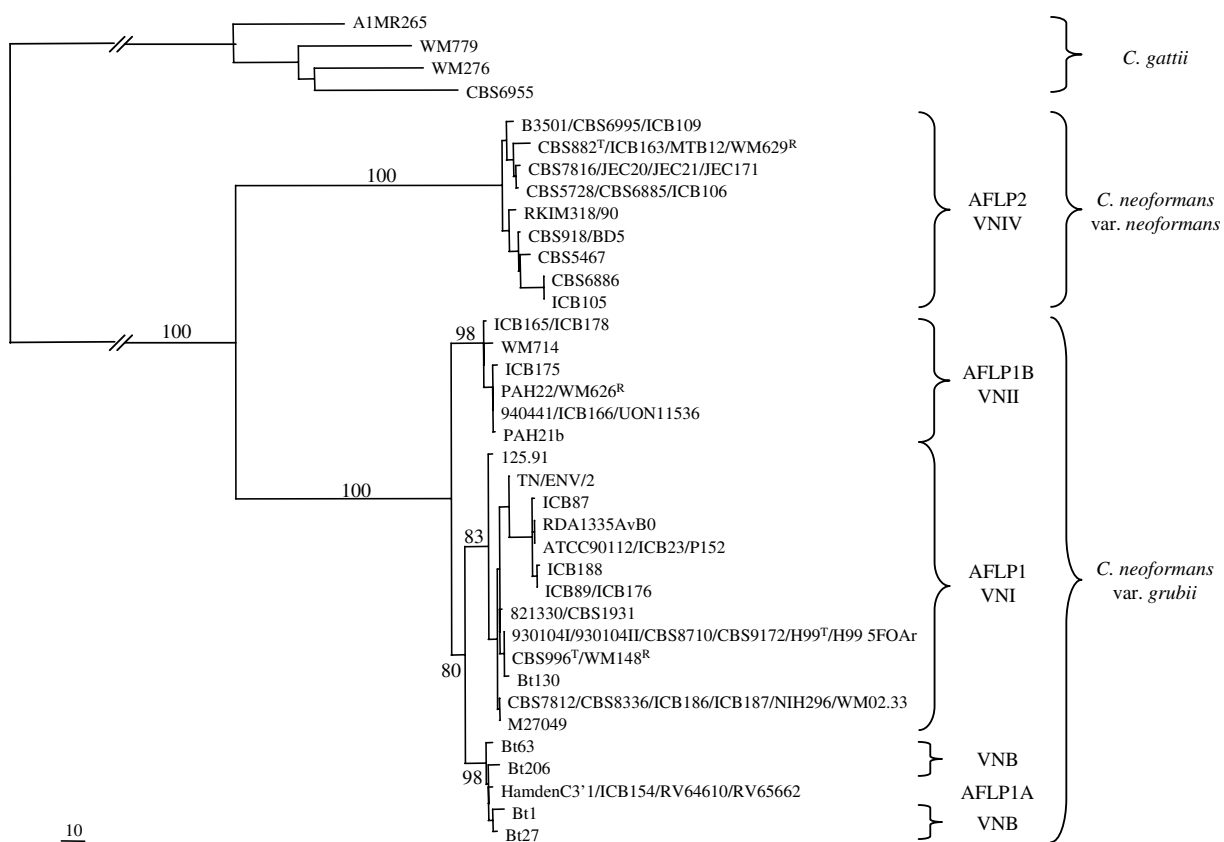 A1MR265
WM779
WM276
CBS6955
C. gattii
B3501/CBS6995/ICB109
CBS882ᵀ/ICB163/MTB12/WM629ᴿ
CBS7816/JEC20/JEC21/JEC171
CBS5728/CBS6885/ICB106
RKIM318/90
CBS918/BD5
CBS5467
CBS6886
ICB105
100
AFLP2
VNIV
C. neoformans
var. neoformans
100
ICB165/ICB178
98
WM714
ICB175
PAH22/WM626ᴿ
940441/ICB166/UON11536
PAH21b
AFLP1B
VNII
125.91
TN/ENV/2
100
ICB87
RDA1335AvB0
83
ATCC90112/ICB23/P152
ICB188
ICB89/ICB176
821330/CBS1931
930104I/930104II/CBS8710/CBS9172/H99ᵀ/H99 5FOAr
CBS996ᵀ/WM148ᴿ
80
Bt130
CBS7812/CBS8336/ICB186/ICB187/NIH296/WM02.33
M27049
AFLP1
VNI
C. neoformans
var. grubii
Bt63
Bt206
98
VNB
HamdenC3’1/ICB154/RV64610/RV65662
AFLP1A
Bt1
Bt27
VNB
10